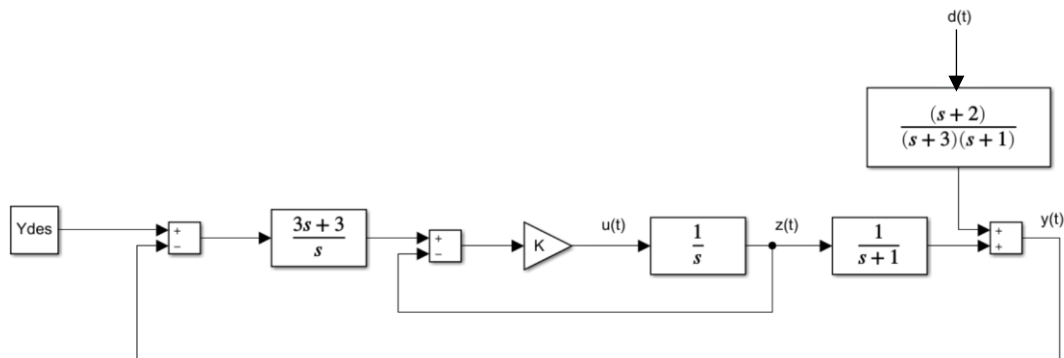 d(t)
(s + 2)
(s + 3)(s + 1)
Ydes
+
−
3s + 3
s
+
−
K
u(t)
1
s
z(t)
1
s + 1
+
+
y(t)